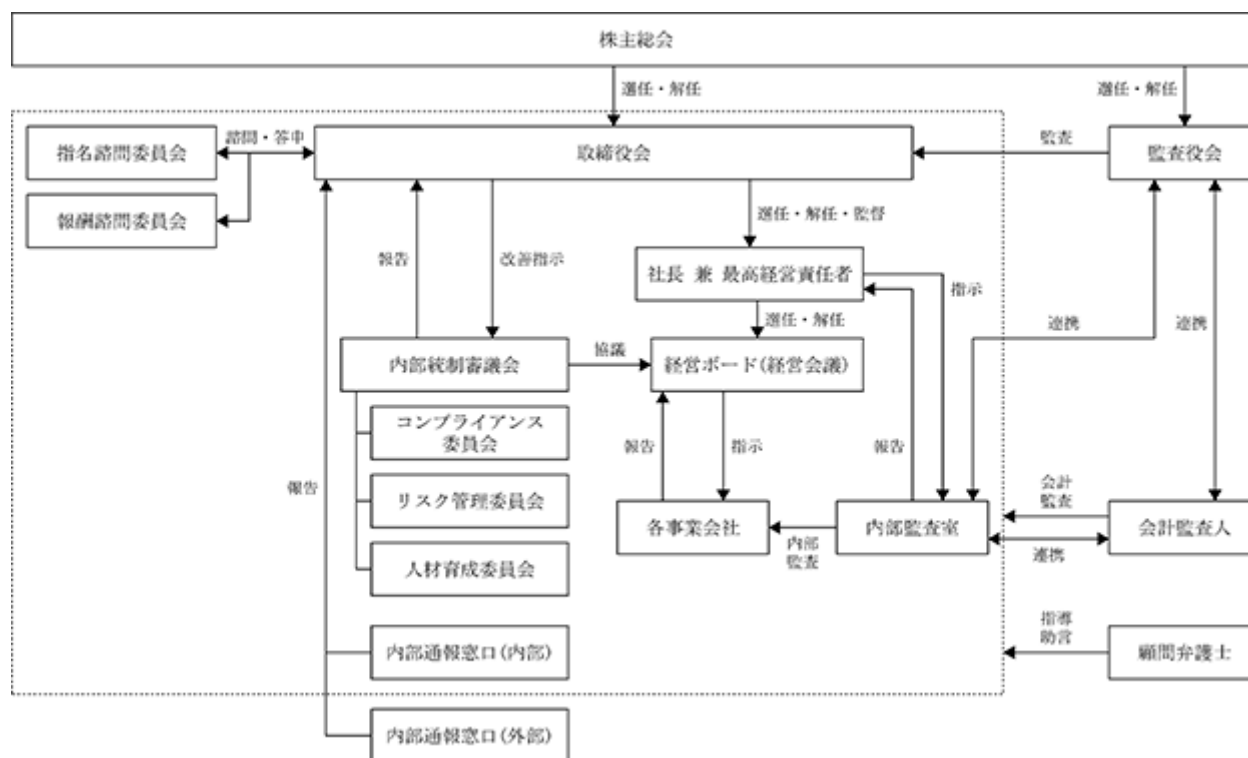 株主総会
選任・解任
選任・解任
指名諮問委員会
諮問・答申
取締役会
監査
監査役会
報酬諮問委員会
報告
改善指示
選任・解任・監督
社長 兼 最高経営責任者
指示
選任・解任
連携
連携
内部統制審議会
協議
経営ボード(経営会議)
コンプライアンス
委員会
報告
指示
報告
報告
リスク管理委員会
各事業会社
内部
監査
内部監査室
会計
監査
連携
会計監査人
人材育成委員会
内部通報窓口(内部)
指導
助言
顧問弁護士
内部通報窓口(外部)